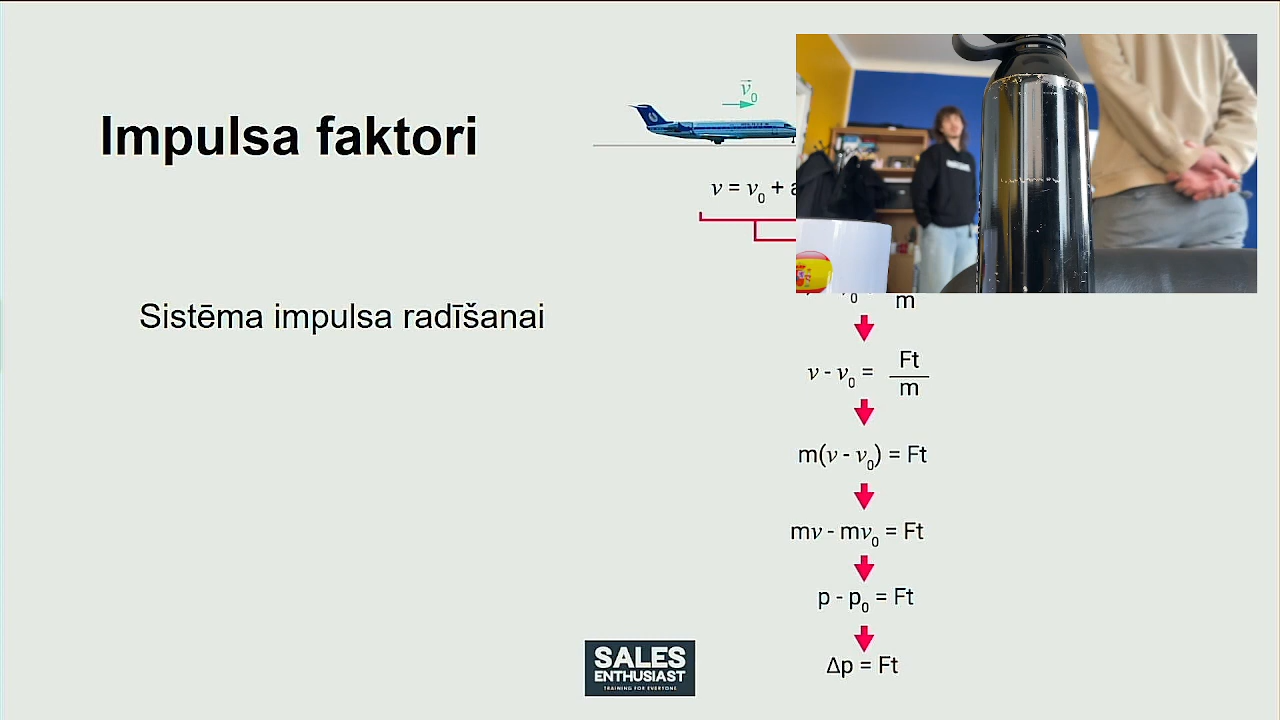 Impulsa faktori
Sistēma impulsa radīšanai
v⃗₀
v = v₀ +
m
v - v₀ = Ft / m
m(v - v₀) = Ft
mv - mv₀ = Ft
p - p₀ = Ft
Δp = Ft
SALES
ENTHUSIAST
TRAINING FOR EVERYONE